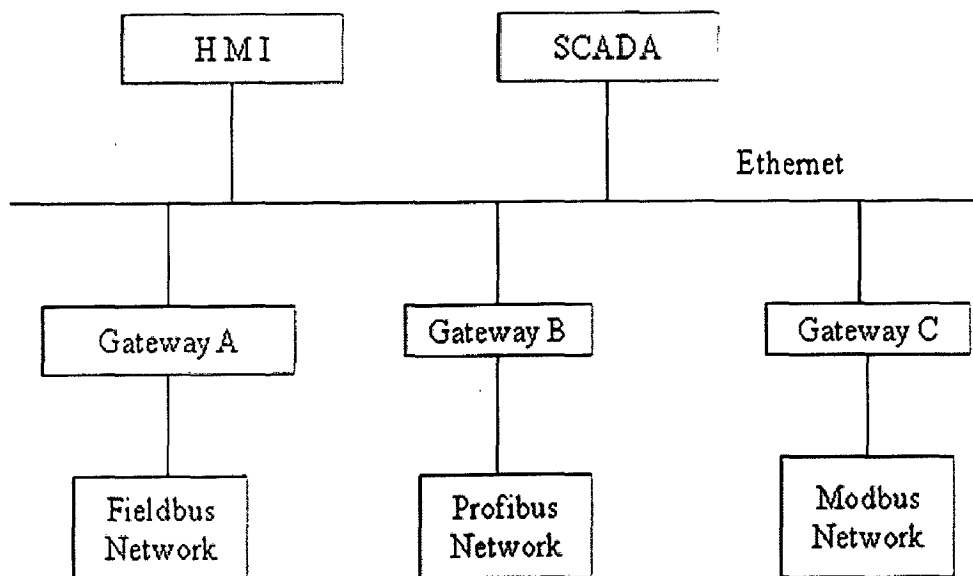 HMI
SCADA
Ethernet
Gateway A
Gateway B
Gateway C
Fieldbus
Network
Profibus
Network
Modbus
Network